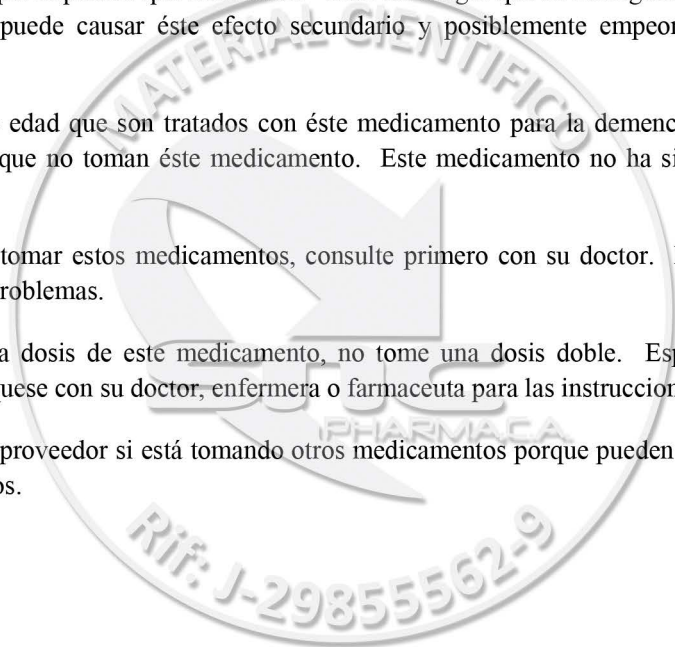 puede causar éste efecto secundario y posiblemente empeor
edad que son tratados con éste medicamento para la demenc
que no toman éste medicamento. Este medicamento no ha si
tomar estos medicamentos, consulte primero con su doctor.
roblemas.
a dosis de este medicamento, no tome una dosis doble. Esp
quese con su doctor, enfermera o farmaceuta para las instruccion
proveedor si está tomando otros medicamentos porque pueden
os.
MATERIAL CIENTIFICO
SNC
PHARMA,C.A.
Rif: J-29855562-9